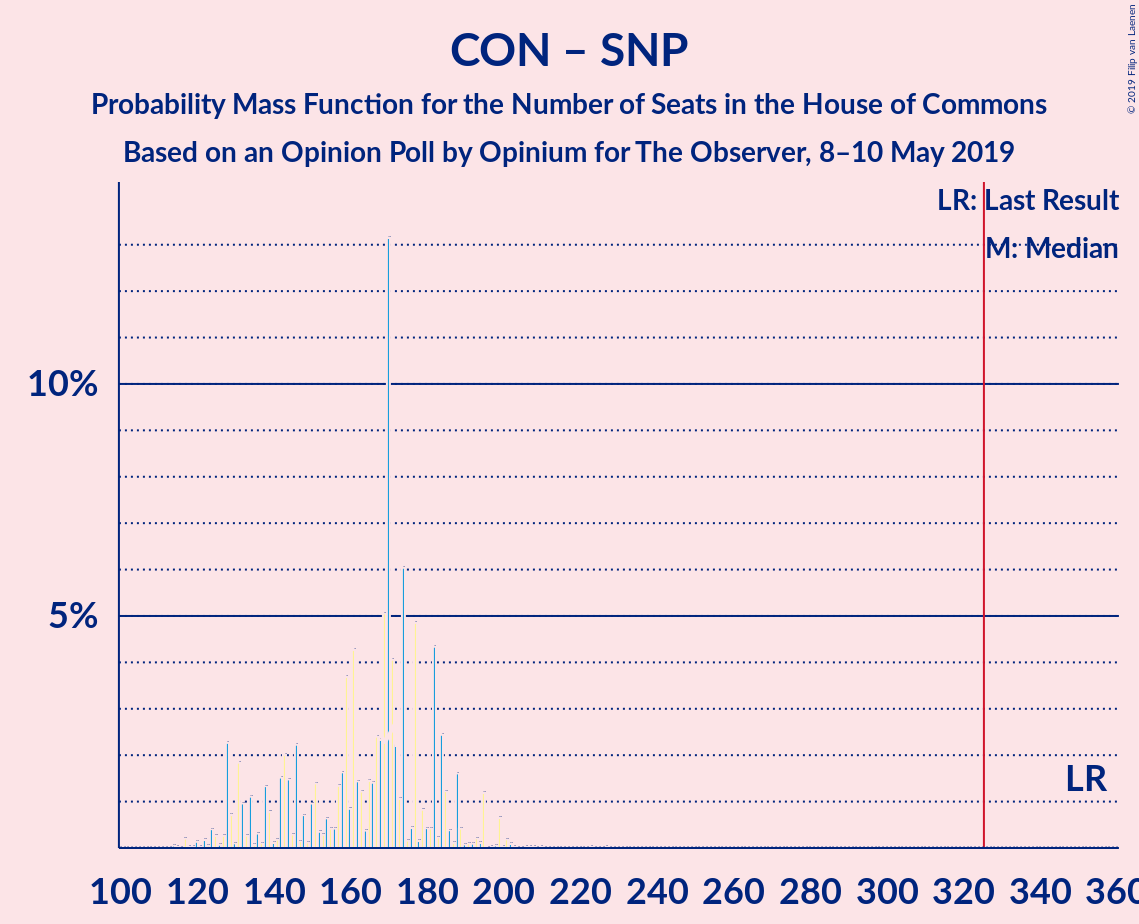 CON – SNP
Probability Mass Function for the Number of Seats in the House of Commons
Based on an Opinion Poll by Opinium for The Observer, 8–10 May 2019
© 2019 Filip van Laenen
LR: Last Result
M: Median
10%
5%
LR
100 120 140 160 180 200 220 240 260 280 300 320 340 360